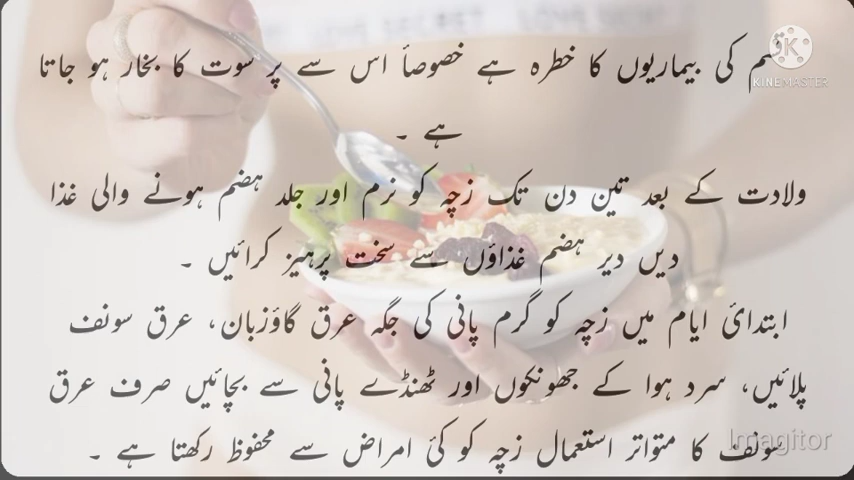 قسم کی بیماریوں کا خطرہ ہے خصوصاً اس سے پر سوت کا بخار ہو جاتا
ہے ۔
ولادت کے بعد تین دن تک زچہ کو نرم اور جلد ہضم ہونے والی غذا
دیں دیر ہضم غذاؤں سے سخت پرہیز کرائیں ۔
ابتدائ ایام میں زچہ کو گرم پانی کی جگہ عرق گاؤزبان، عرق سونف
پلائیں، سرد ہوا کے جھونکوں اور ٹھنڈے پانی سے بچائیں صرف عرق
سونف کا متواتر استعمال زچہ کو کئ امراض سے محفوظ رکھتا ہے ۔
KINEMASTER
Imagitor